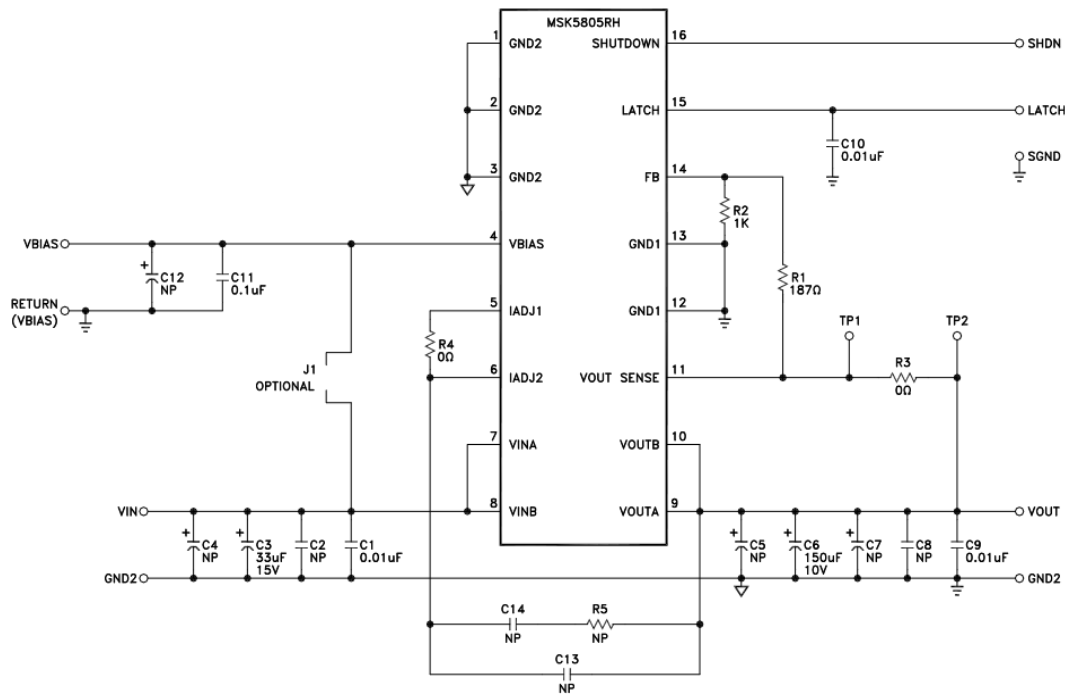 MSK5805RH
1
GND2
SHUTDOWN
16
SHDN
2
GND2
LATCH
15
LATCH
C10
0.01uF
SGND
3
GND2
FB
14
R2
1K
VBIAS
4
VBIAS
GND1
13
C12
NP
+
C11
0.1uF
R1
187Ω
RETURN
(VBIAS)
5
IADJ1
GND1
12
TP1
TP2
R4
0Ω
J1
OPTIONAL
6
IADJ2
VOUT SENSE
11
R3
0Ω
7
VINA
VOUTB
10
VIN
8
VINB
VOUTA
9
VOUT
+
C4
NP
+
C3
33uF
15V
C2
NP
C1
0.01uF
+
C5
NP
+
C6
150uF
10V
+
C7
NP
C8
NP
C9
0.01uF
GND2
GND2
C14
NP
R5
NP
C13
NP